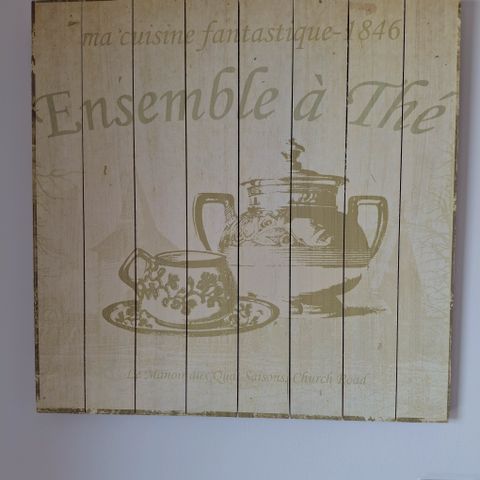 ma cuisine fantastique-1846
Ensemble à Thé
Le Manoir aux Quat Saisons, Church Road